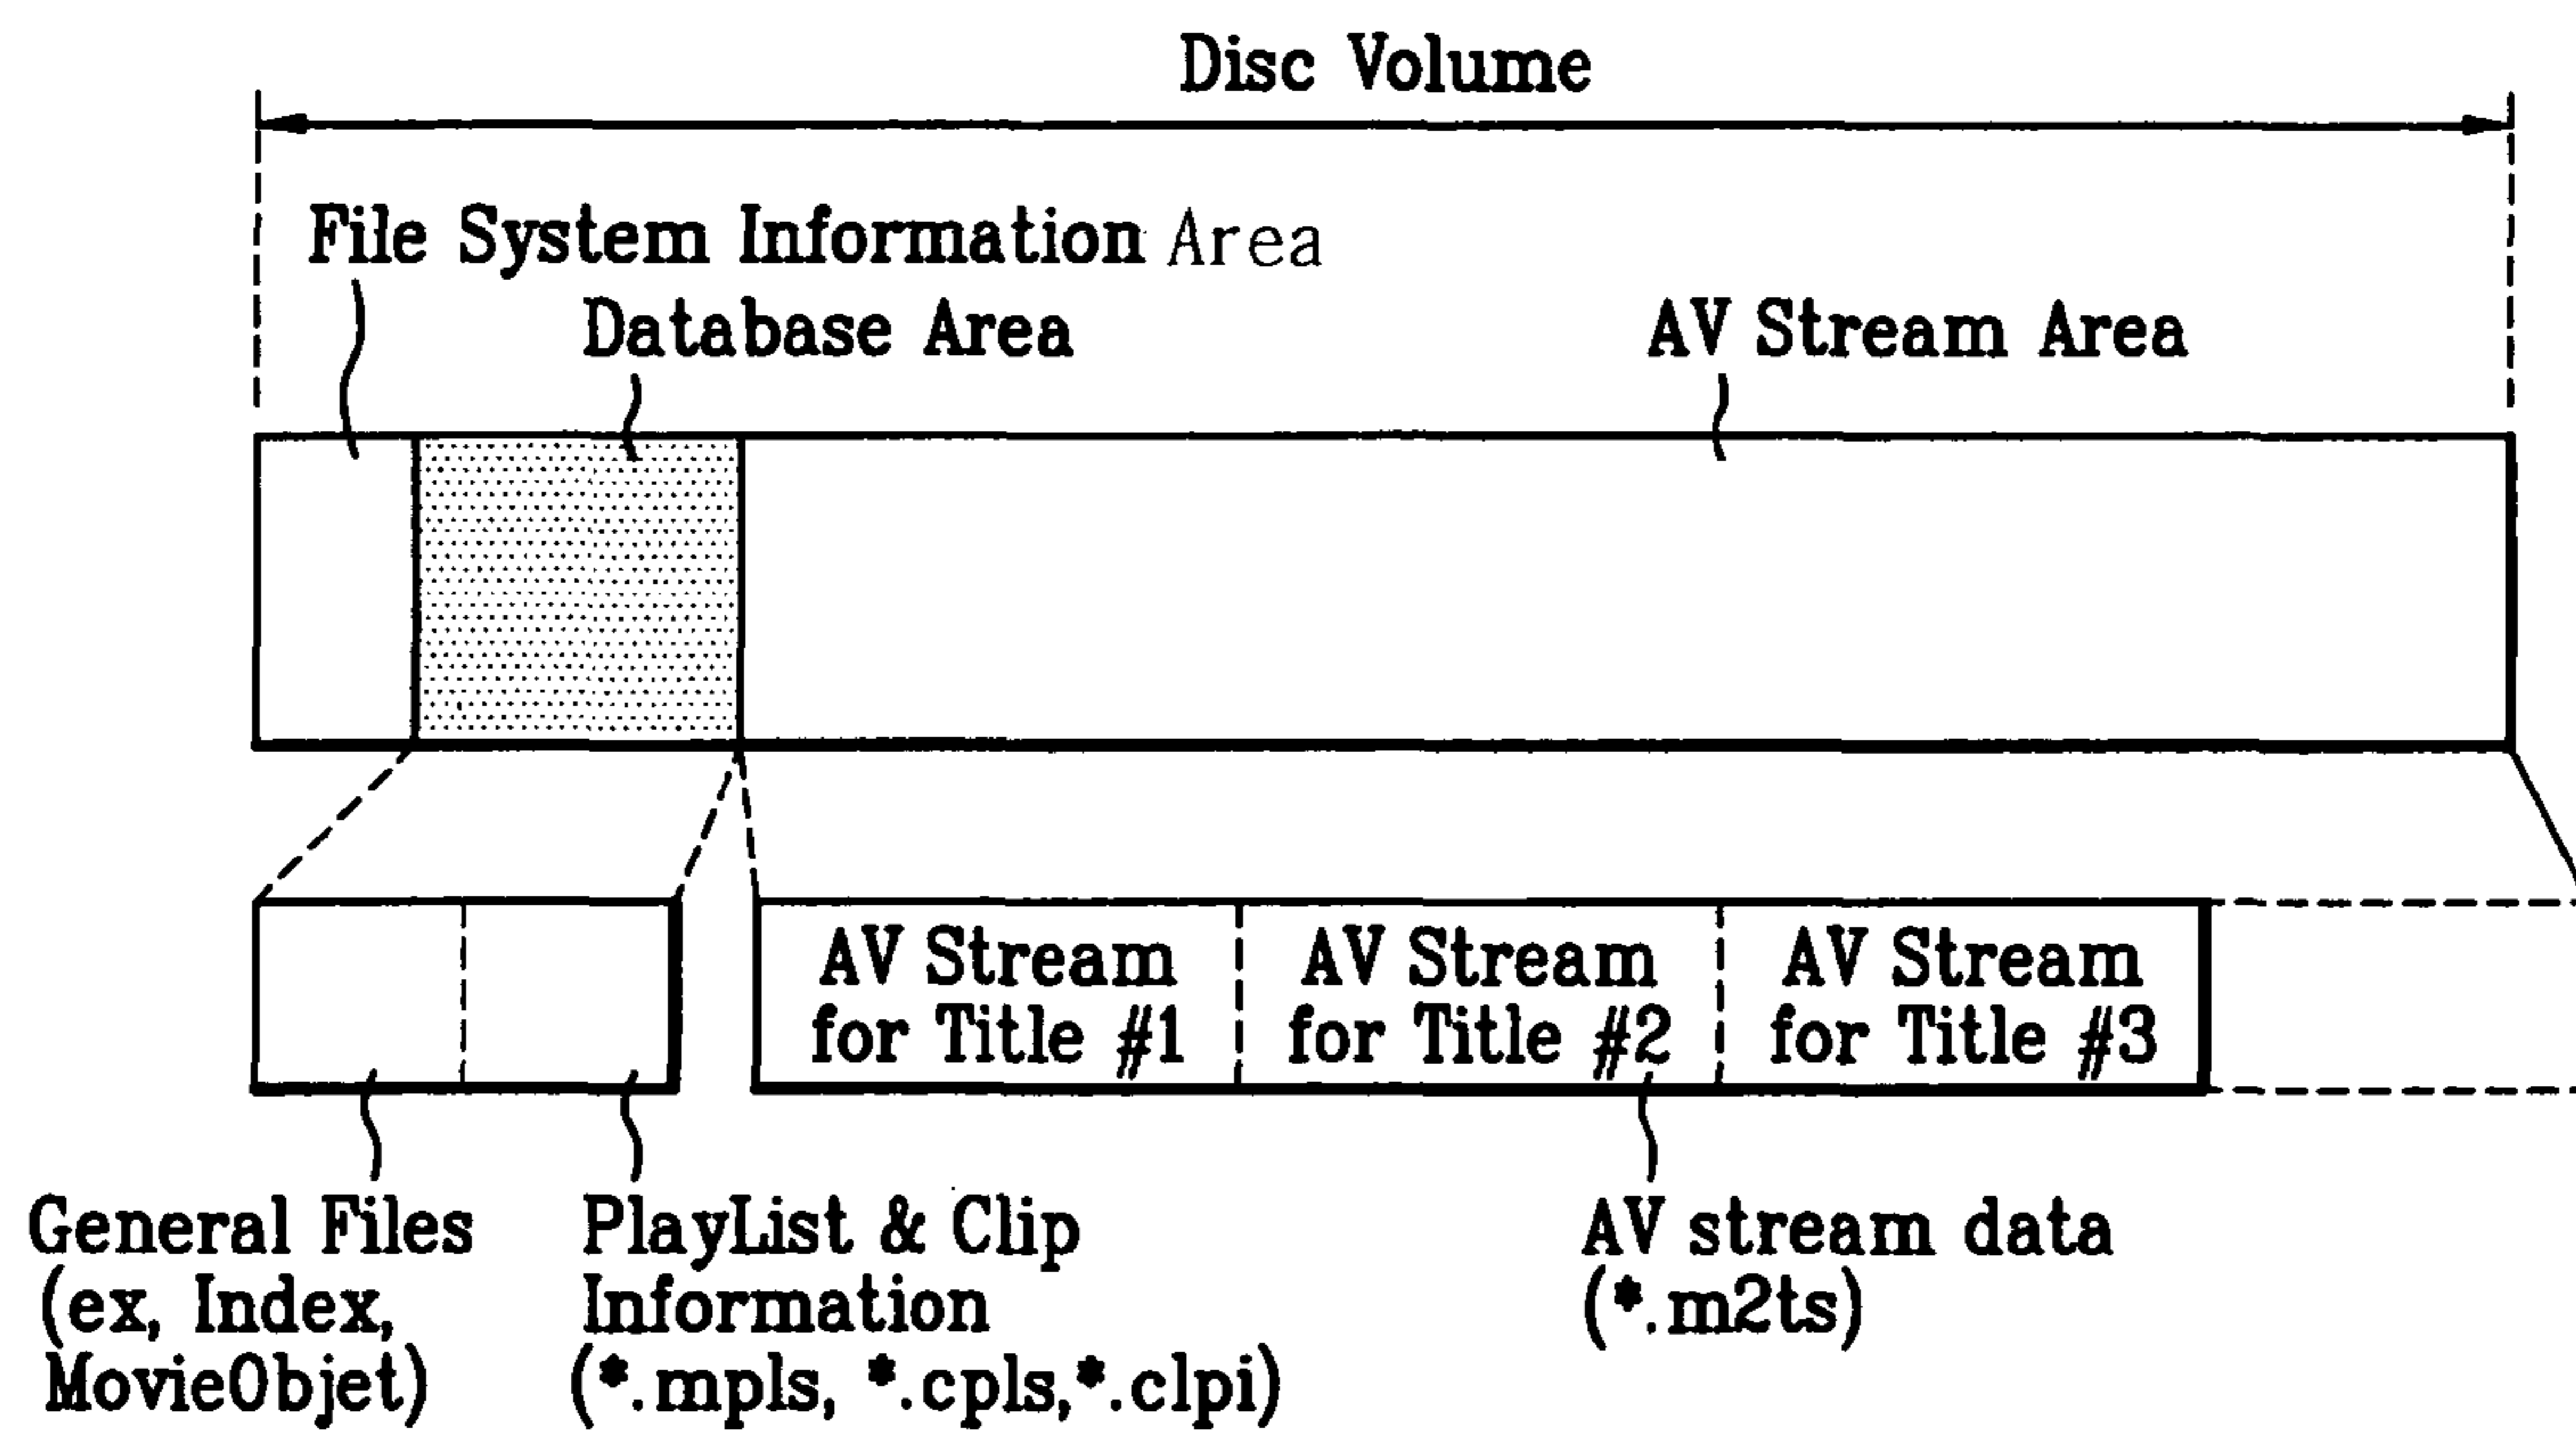 Disc Volume
File System Information Area
Database Area
AV Stream Area
AV Stream
for Title #1
AV Stream
for Title #2
AV Stream
for Title #3
General Files
(ex, Index,
MovieObjet)
PlayList & Clip
Information
(*.mpls, *.cpls,*.clpi)
AV stream data
(*.m2ts)